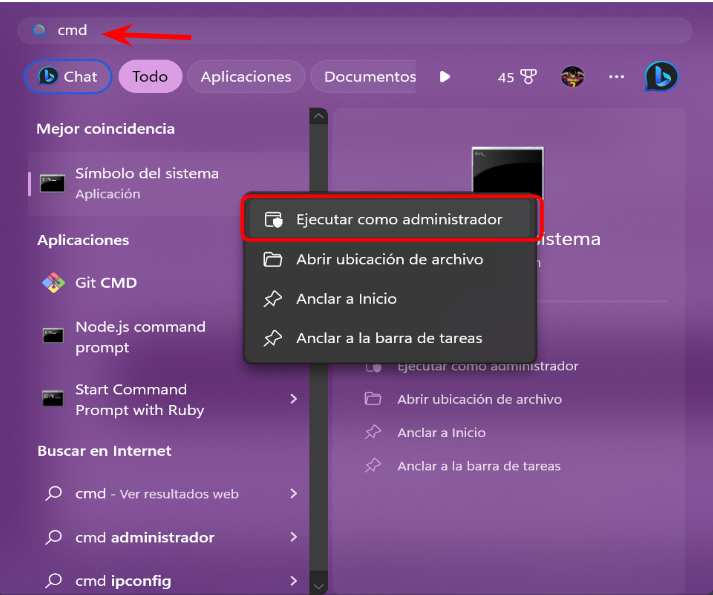 cmd
Chat
Todo
Aplicaciones
Documentos
45
Mejor coincidencia
Símbolo del sistema
Aplicación
Aplicaciones
Git CMD
Node.js command
prompt
Start Command
Prompt with Ruby
Buscar en Internet
cmd - Ver resultados web
cmd administrador
cmd ipconfig
Ejecutar como administrador
Abrir ubicación de archivo
Anclar a Inicio
Anclar a la barra de tareas
sistema
Ejecutar como administrador
Abrir ubicación de archivo
Anclar a Inicio
Anclar a la barra de tareas